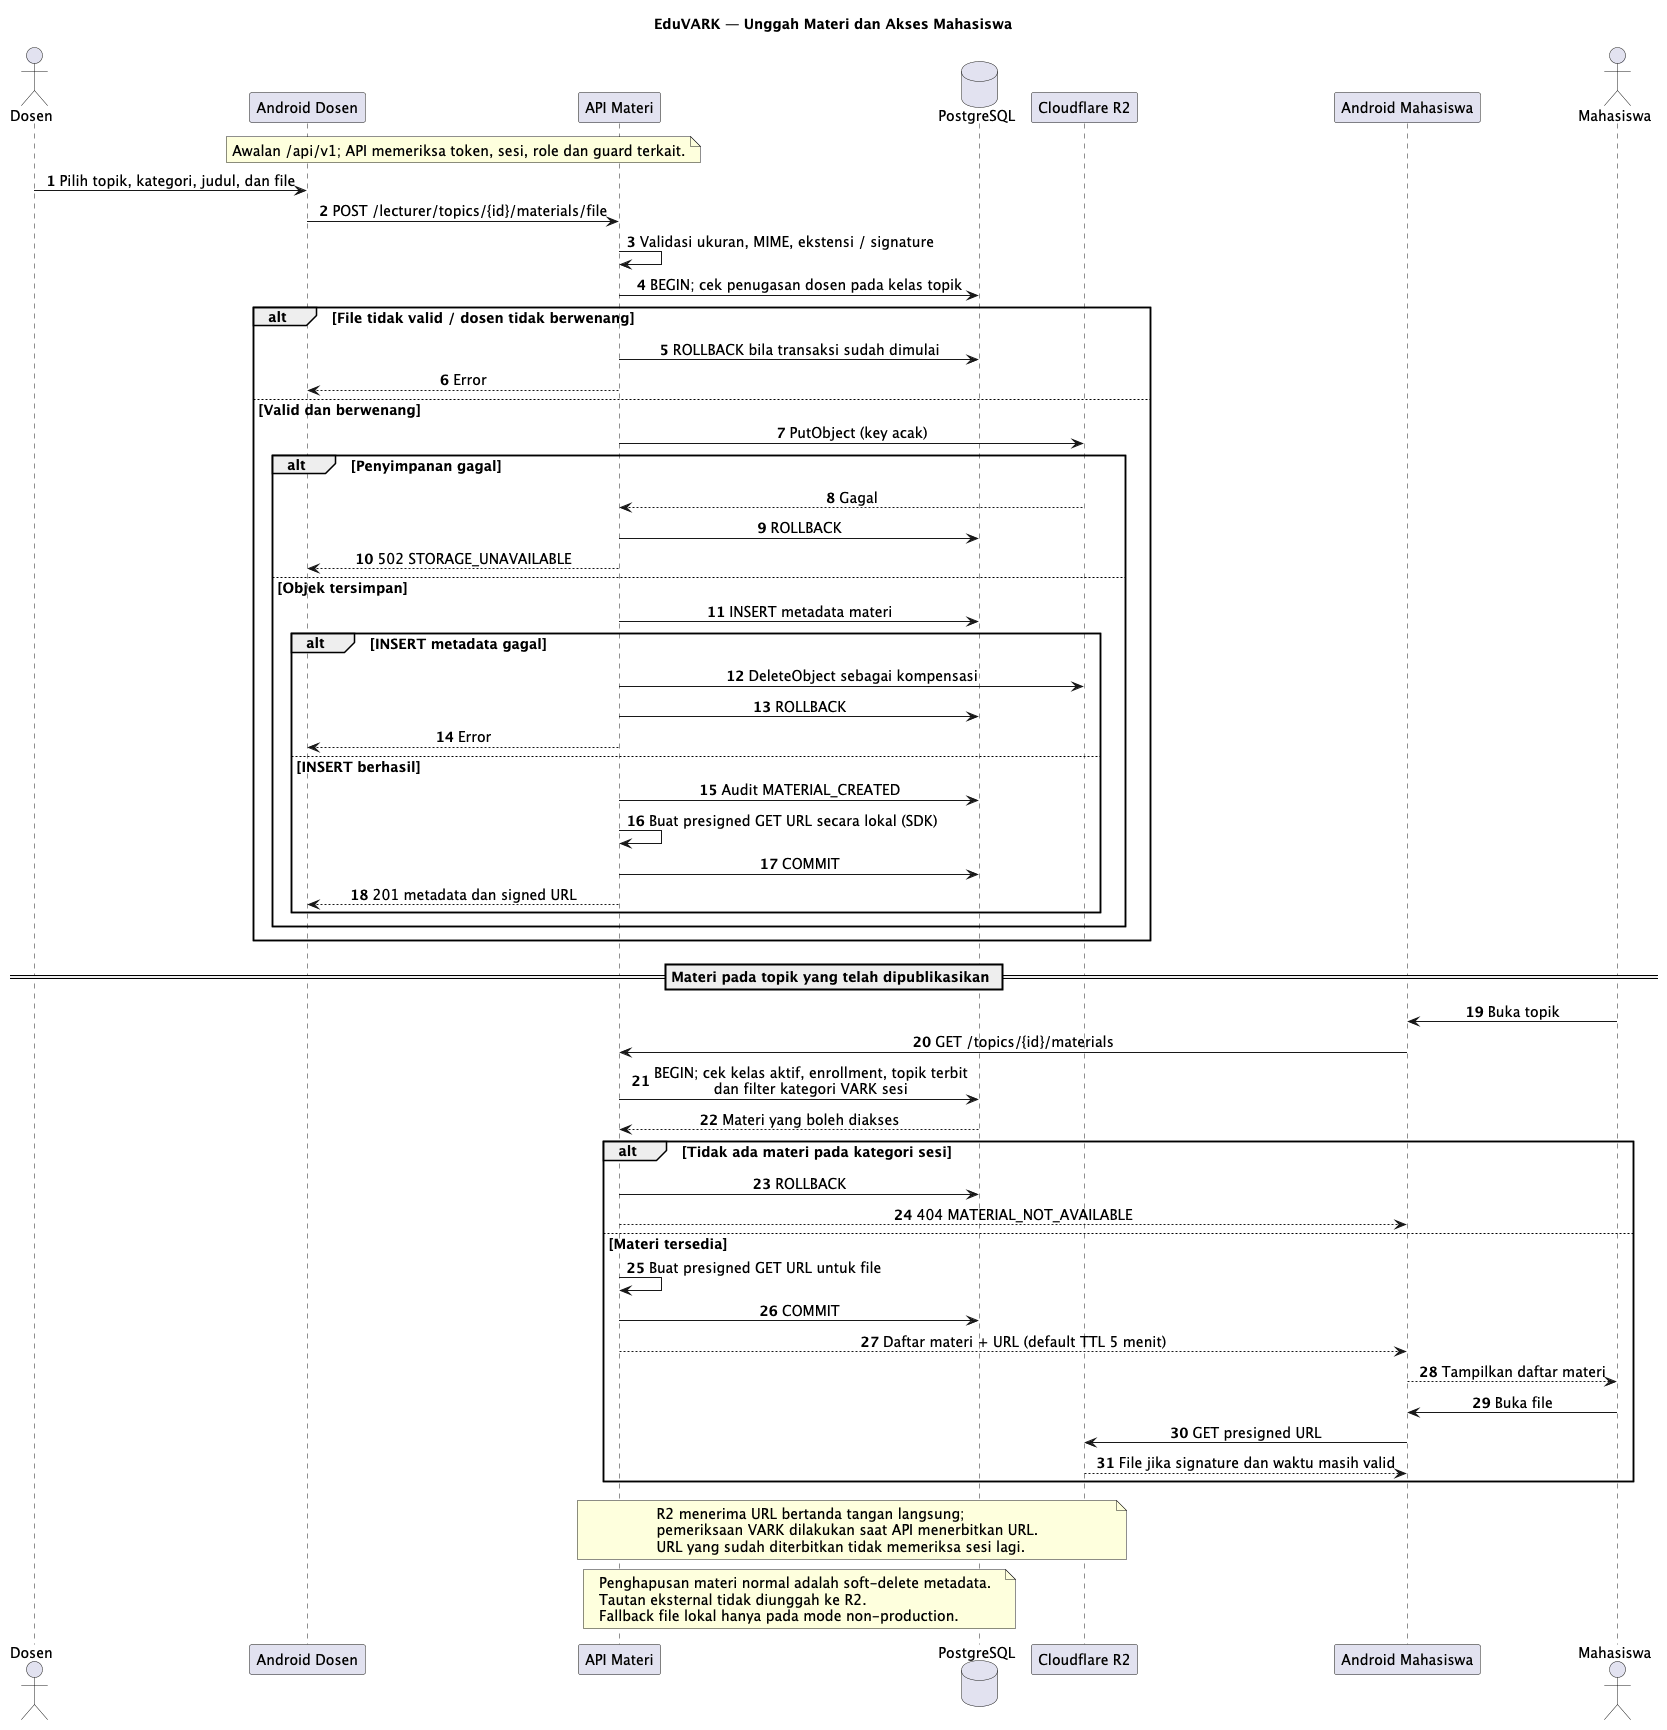 EduVARK — Unggah Materi dan Akses Mahasiswa
Dosen
Android Dosen
API Materi
PostgreSQL
Cloudflare R2
Android Mahasiswa
Mahasiswa
Awalan /api/v1; API memeriksa token, sesi, role dan guard terkait.
1 Pilih topik, kategori, judul, dan file
2 POST /lecturer/topics/{id}/materials/file
3 Validasi ukuran, MIME, ekstensi / signature
4 BEGIN; cek penugasan dosen pada kelas topik
alt [File tidak valid / dosen tidak berwenang]
5 ROLLBACK bila transaksi sudah dimulai
6 Error
[Valid dan berwenang]
7 PutObject (key acak)
alt [Penyimpanan gagal]
8 Gagal
9 ROLLBACK
10 502 STORAGE_UNAVAILABLE
[Objek tersimpan]
11 INSERT metadata materi
alt [INSERT metadata gagal]
12 DeleteObject sebagai kompensasi
13 ROLLBACK
14 Error
[INSERT berhasil]
15 Audit MATERIAL_CREATED
16 Buat presigned GET URL secara lokal (SDK)
17 COMMIT
18 201 metadata dan signed URL
Materi pada topik yang telah dipublikasikan
19 Buka topik
20 GET /topics/{id}/materials
21 BEGIN; cek kelas aktif, enrollment, topik terbit
dan filter kategori VARK sesi
22 Materi yang boleh diakses
alt [Tidak ada materi pada kategori sesi]
23 ROLLBACK
24 404 MATERIAL_NOT_AVAILABLE
[Materi tersedia]
25 Buat presigned GET URL untuk file
26 COMMIT
27 Daftar materi + URL (default TTL 5 menit)
28 Tampilkan daftar materi
29 Buka file
30 GET presigned URL
31 File jika signature dan waktu masih valid
R2 menerima URL bertanda tangan langsung;
pemeriksaan VARK dilakukan saat API menerbitkan URL.
URL yang sudah diterbitkan tidak memeriksa sesi lagi.
Penghapusan materi normal adalah soft-delete metadata.
Tautan eksternal tidak diunggah ke R2.
Fallback file lokal hanya pada mode non-production.
Dosen
Android Dosen
API Materi
PostgreSQL
Cloudflare R2
Android Mahasiswa
Mahasiswa